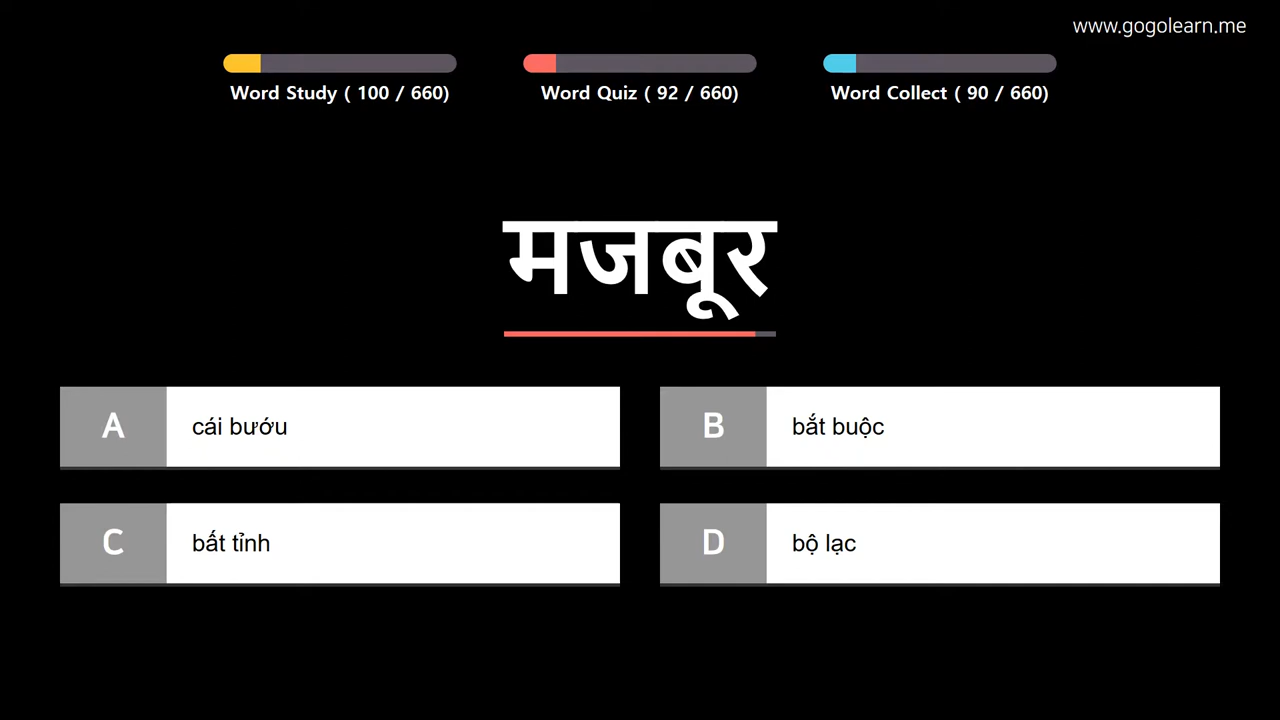 www.gogolearn.me
Word Study ( 100 / 660)
Word Quiz ( 92 / 660)
Word Collect ( 90 / 660)
मजबूर
A cái bướu
B bắt buộc
C bất tỉnh
D bộ lạc